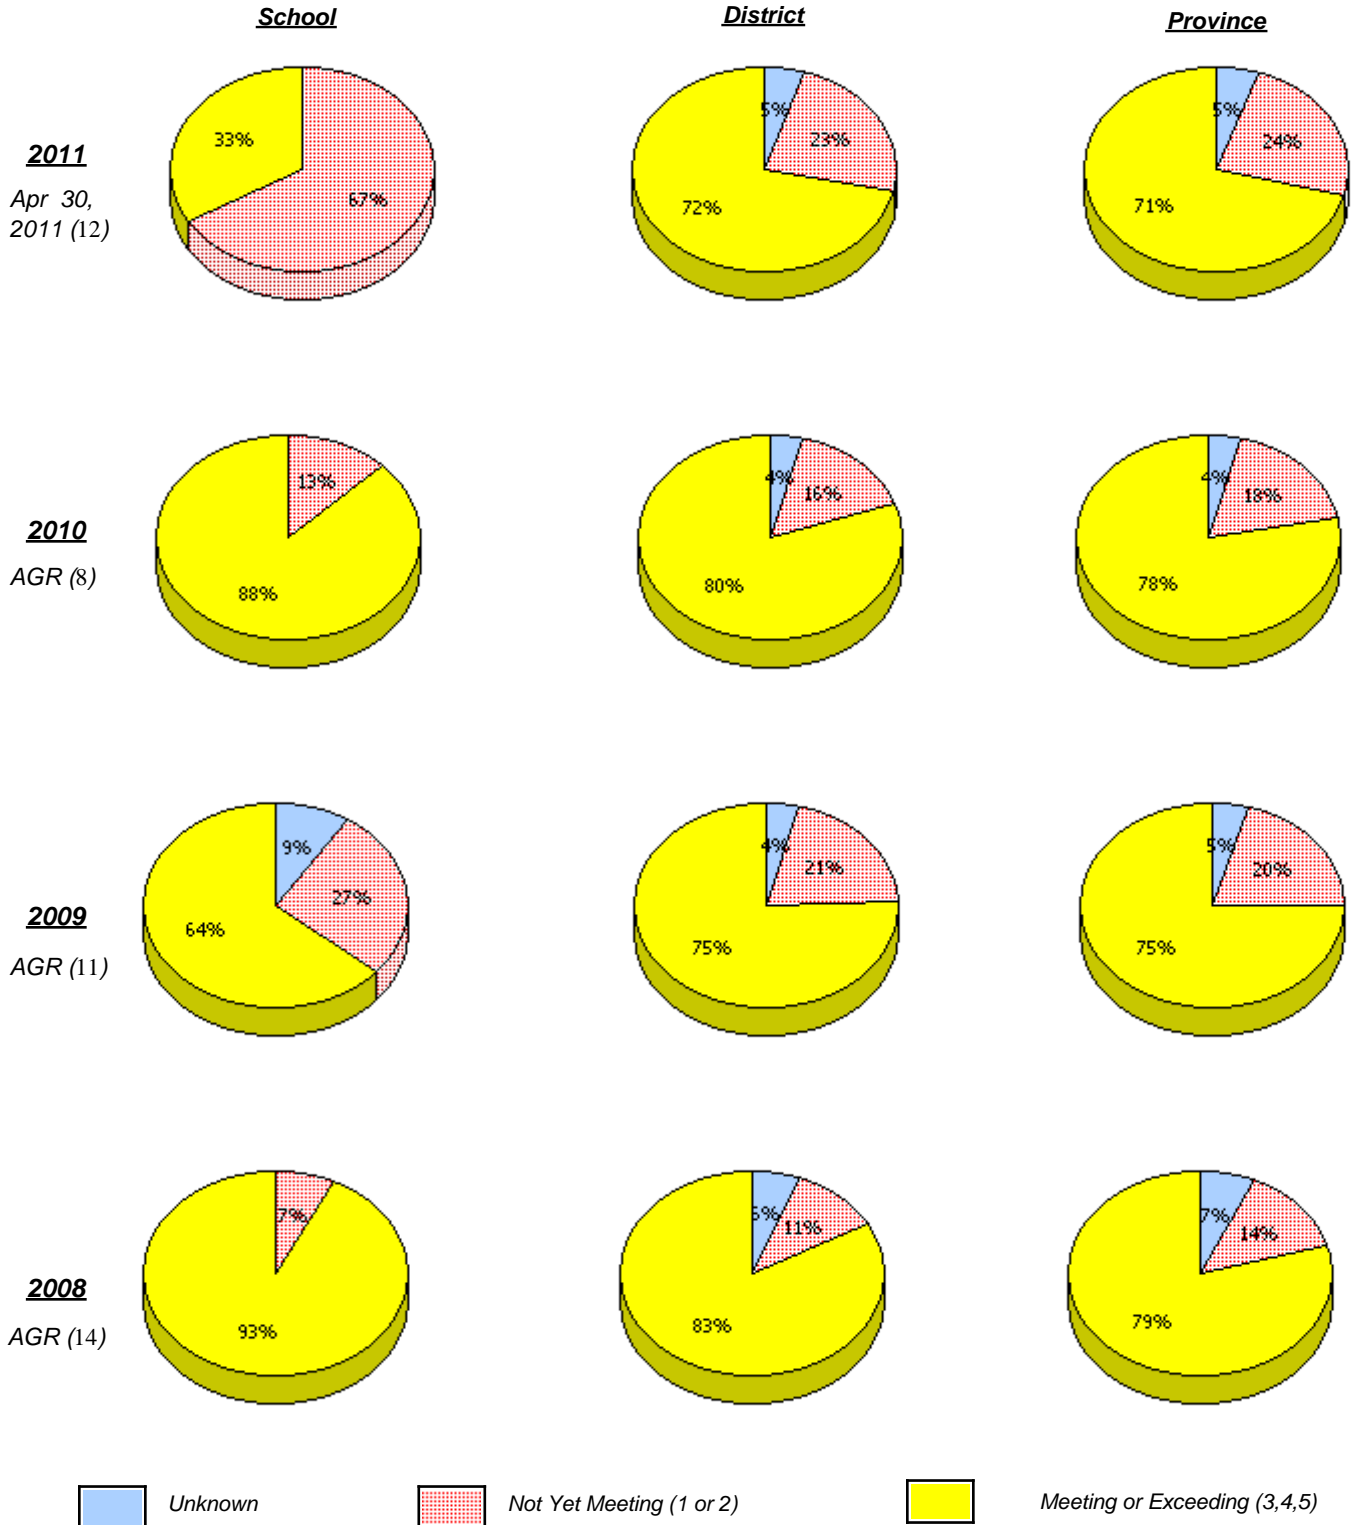 School District Province
33% 67% 5% 23% 72% 5% 24% 71%
2011
Apr 30,
2011 (12)
13% 88% 4% 16% 80% 4% 18% 78%
2010
AGR (8)
9% 27% 64% 4% 21% 75% 5% 20% 75%
2009
AGR (11)
7% 93% 11% 83% 7% 14% 79%
2008
AGR (14)
Unknown Not Yet Meeting (1 or 2) Meeting or Exceeding (3,4,5)